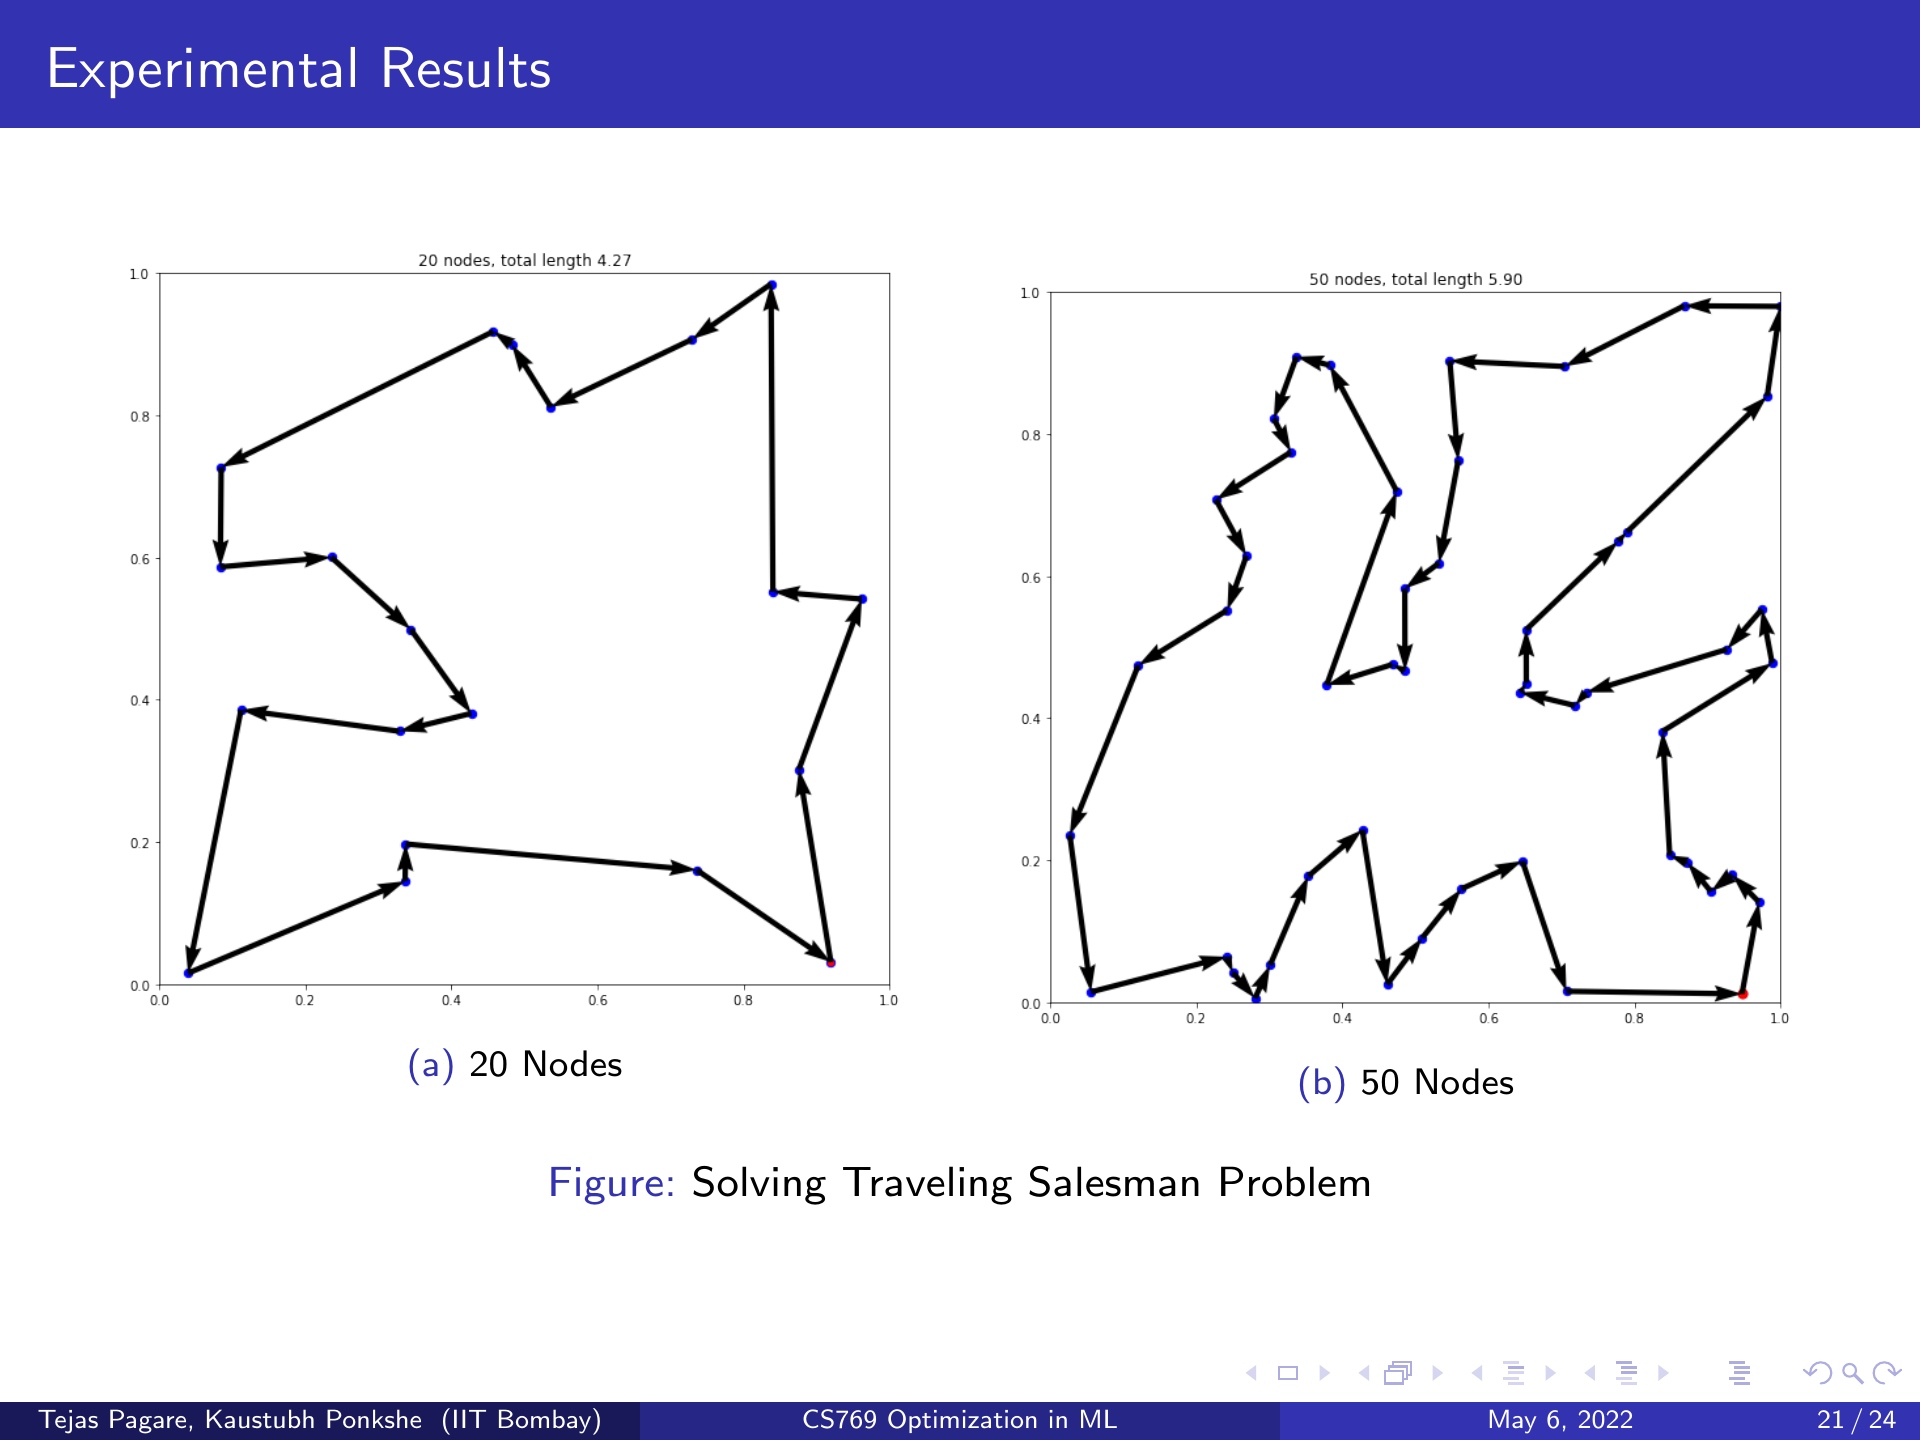 Experimental Results
20 nodes, total length 4.27
1.0
0.8
0.6
0.4
0.2
0.0
0.0 0.2 0.4 0.6 0.8 1.0
(a) 20 Nodes
50 nodes, total length 5.90
1.0
0.8
0.6
0.4
0.2
0.0
0.0 0.2 0.4 0.6 0.8 1.0
(b) 50 Nodes
Figure: Solving Traveling Salesman Problem
Tejas Pagare, Kaustubh Ponkshe (IIT Bombay) CS769 Optimization in ML May 6, 2022 21 / 24